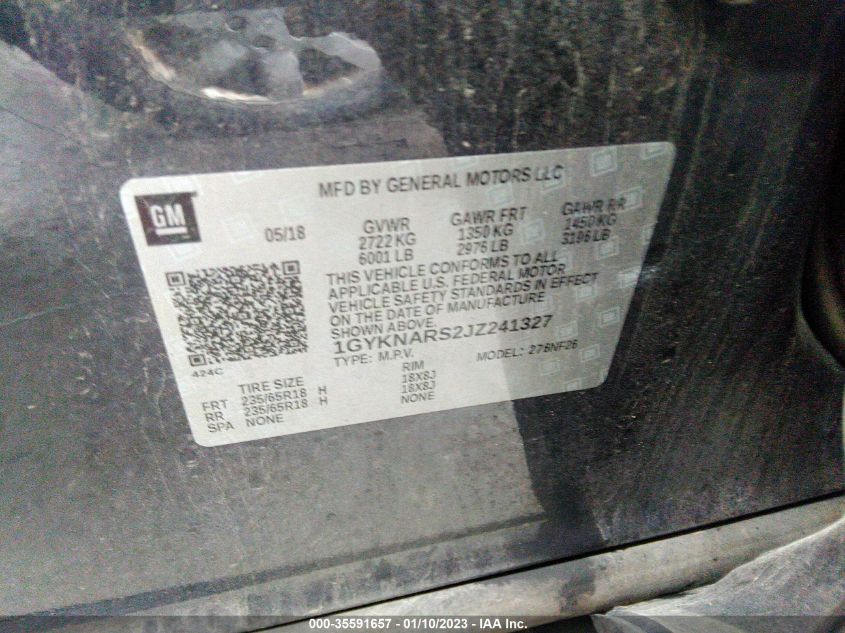 MFD BY GENERAL MOTORS LLC
GM
05/18
GVWR GAWR FRT GAWR RR
2722 KG 1350 KG 1450 KG
6001 LB 2976 LB 3196 LB
THIS VEHICLE CONFORMS TO ALL
APPLICABLE U.S. FEDERAL MOTOR
VEHICLE SAFETY STANDARDS IN EFFECT
ON THE DATE OF MANUFACTURE
SHOWN ABOVE.
1GYKNARS2JZ241327
TYPE: M.P.V. MODEL: 276NF26
424C
TIRE SIZE RIM
FRT 235/65R18 H 18X8J
RR 235/65R18 H 18X8J
SPA NONE NONE
000-35591657 - 01/10/2023 - IAA Inc.